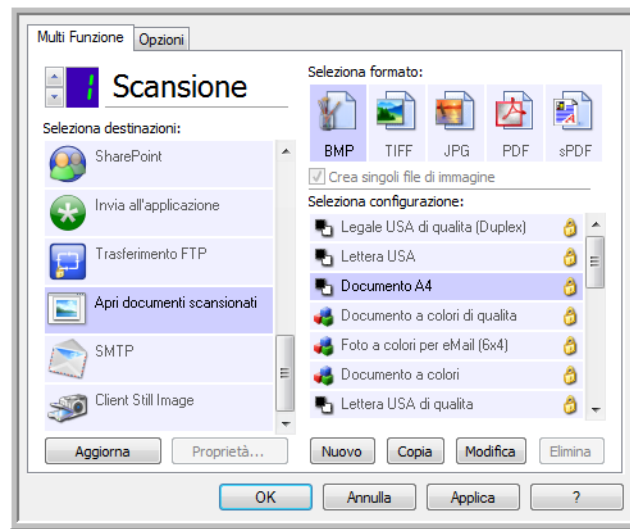 Multi Funzione
Opzioni
1
Scansione
Seleziona destinazioni:
SharePoint
Invia all'applicazione
Trasferimento FTP
Apri documenti scansionati
SMTP
Client Still Image
Aggiorna
Proprietà...
Seleziona formato:
BMP
TIFF
JPG
PDF
sPDF
Crea singoli file di immagine
Seleziona configurazione:
Legale USA di qualita (Duplex)
Lettera USA
Documento A4
Documento a colori di qualita
Foto a colori per eMail (6x4)
Documento a colori
Lettera USA di qualita
Nuovo
Copia
Modifica
Elimina
OK
Annulla
Applica
?